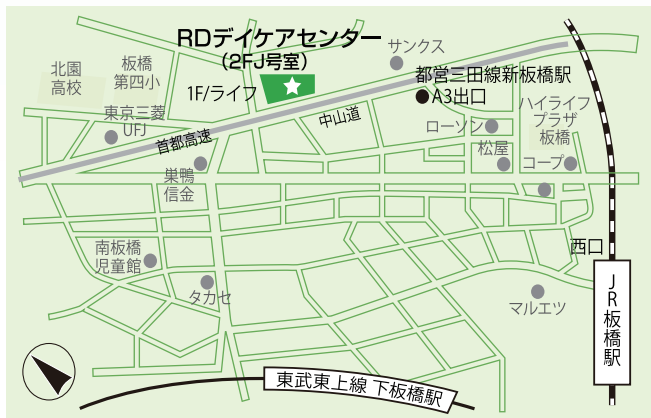 RDデイケアセンター
(2FJ号室)
1F/ライフ
サンクス
北園
高校
板橋
第四小
都営三田線新板橋駅
A3出口
東京三菱
UFJ
首都高速
中山道
ローソン
ハイライフ
プラザ
板橋
松屋
コープ
巣鴨
信金
南板橋
児童館
タカセ
西口
マルエツ
JR板橋駅
東武東上線 下板橋駅